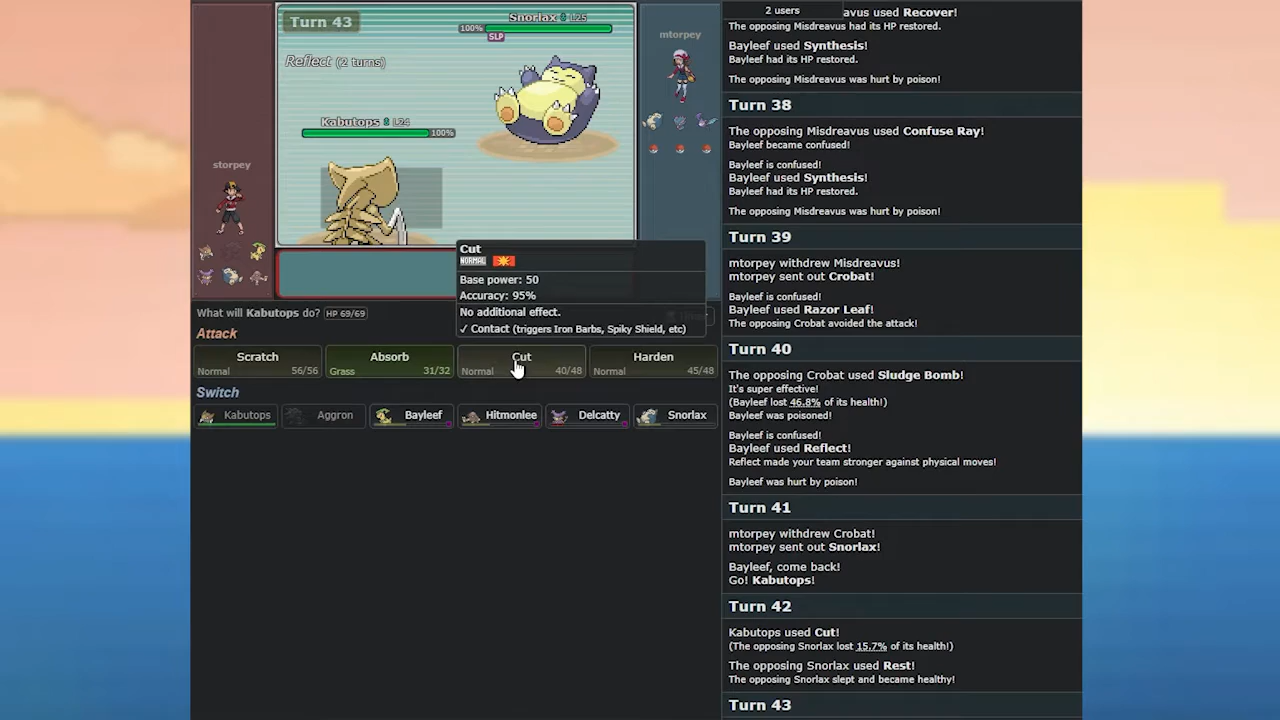 Turn 43
Snorlax L25
100%
SLP
Reflect (2 turns)
Kabutops L24
100%
storpey
mtorpey
Cut
NORMAL
Base power: 50
Accuracy: 95%
No additional effect.
✓ Contact (triggers Iron Barbs, Spiky Shield, etc)
What will Kabutops do? HP 69/69
Attack
Scratch
Normal 56/56
Absorb
Grass 31/32
Cut
Normal 40/48
Harden
Normal 45/48
Switch
Kabutops
Aggron
Bayleef
Hitmonlee
Delcatty
Snorlax
2 users
used Recover!
The opposing Misdreavus had its HP restored.
Bayleef used Synthesis!
Bayleef had its HP restored.
The opposing Misdreavus was hurt by poison!
Turn 38
The opposing Misdreavus used Confuse Ray!
Bayleef became confused!
Bayleef is confused!
Bayleef used Synthesis!
Bayleef had its HP restored.
The opposing Misdreavus was hurt by poison!
Turn 39
mtorpey withdrew Misdreavus!
mtorpey sent out Crobat!
Bayleef is confused!
Bayleef used Razor Leaf!
The opposing Crobat avoided the attack!
Turn 40
The opposing Crobat used Sludge Bomb!
It's super effective!
(Bayleef lost 46.8% of its health!)
Bayleef was poisoned!
Bayleef is confused!
Bayleef used Reflect!
Reflect made your team stronger against physical moves!
Bayleef was hurt by poison!
Turn 41
mtorpey withdrew Crobat!
mtorpey sent out Snorlax!
Bayleef, come back!
Go! Kabutops!
Turn 42
Kabutops used Cut!
(The opposing Snorlax lost 15.7% of its health!)
The opposing Snorlax used Rest!
The opposing Snorlax slept and became healthy!
Turn 43